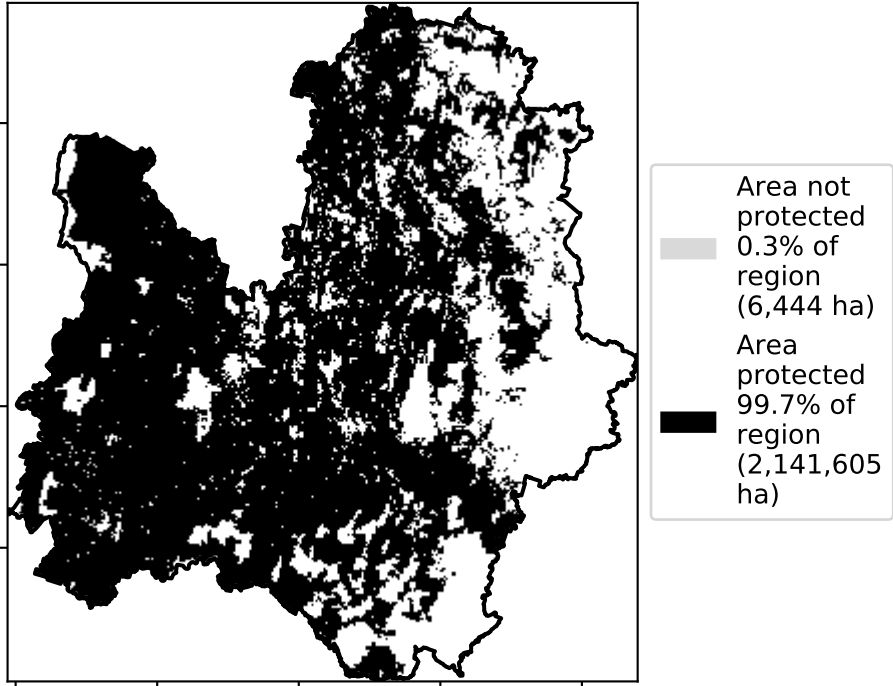 Area not
protected
0.3% of
region
(6,444 ha)
Area
protected
99.7% of
region
(2,141,605
ha)